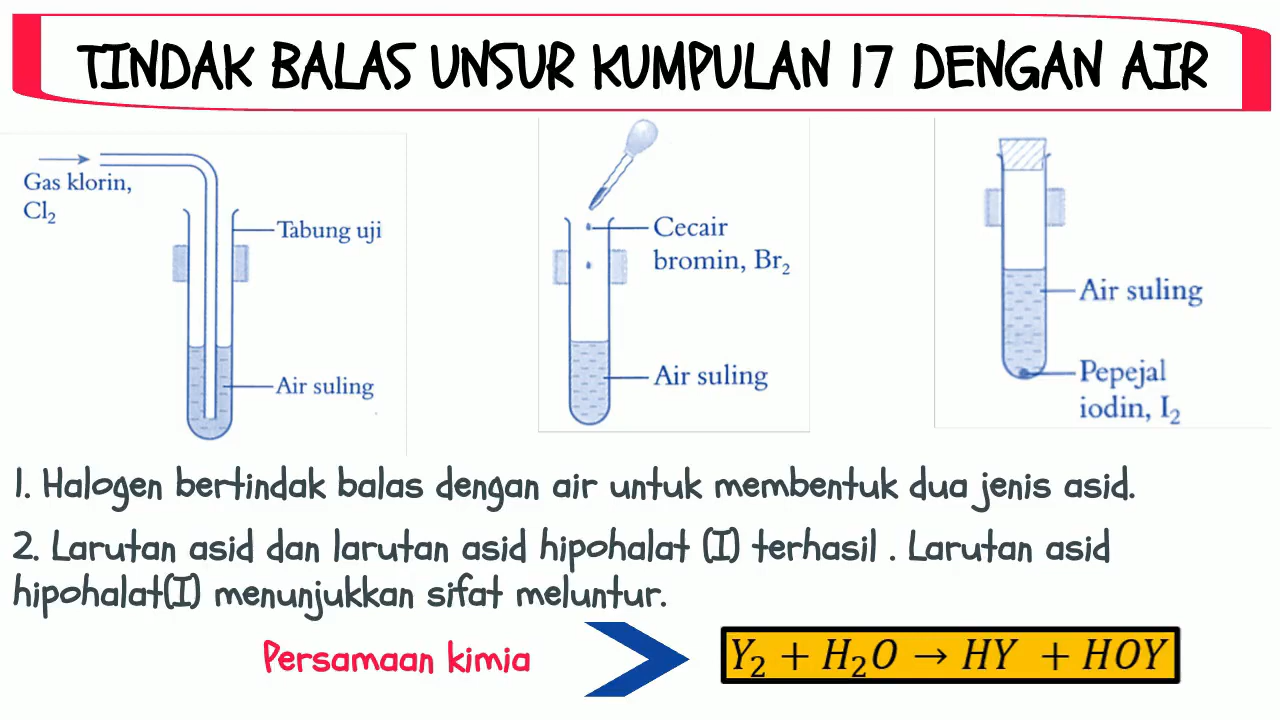 TINDAK BALAS UNSUR KUMPULAN 17 DENGAN AIR
Gas klorin,
Cl₂
Tabung uji
Air suling
Cecair
bromin, Br₂
Air suling
Air suling
Pepejal
iodin, I₂
1. Halogen bertindak balas dengan air untuk membentuk dua jenis asid.
2. Larutan asid dan larutan asid hipohalat (I) terhasil . Larutan asid
hipohalat(I) menunjukkan sifat meluntur.
Persamaan kimia
Y₂ + H₂O → HY + HOY